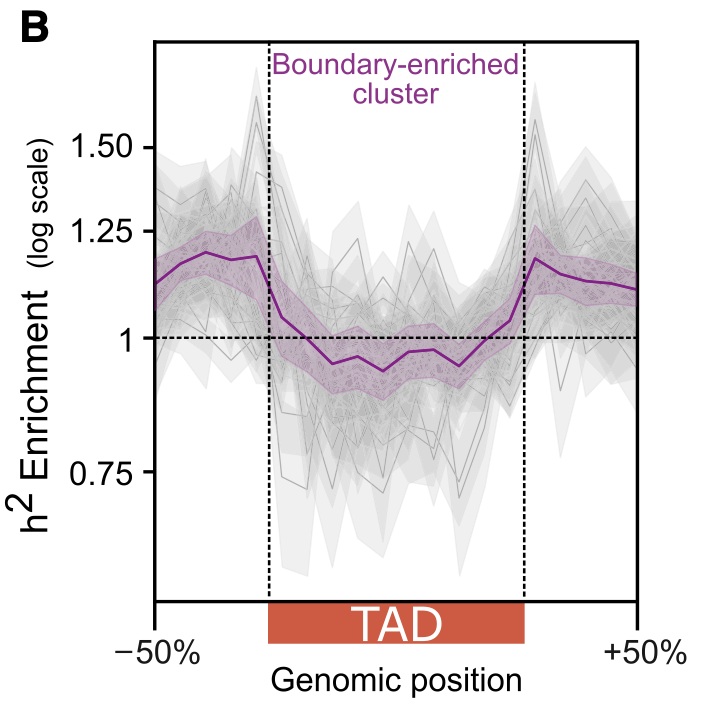 B
Boundary-enriched
cluster
h2 Enrichment (log scale)
1.50
1.25
1
0.75
TAD
−50%
+50%
Genomic position